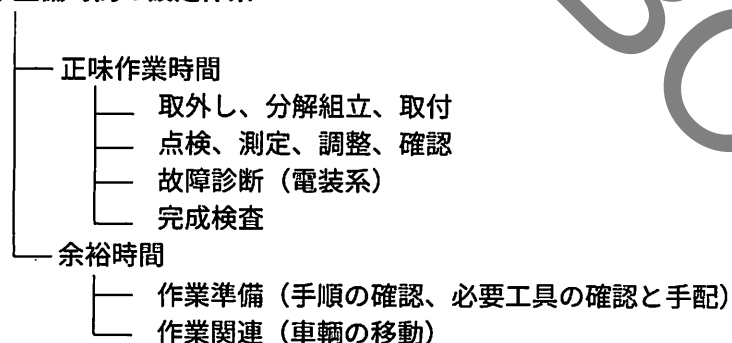 正味作業時間
取外し、分解組立、取付
点検、測定、調整、確認
故障診断（電装系）
完成検査
余裕時間
作業準備（手順の確認、必要工具の確認と手配）
作業関連（車輌の移動）